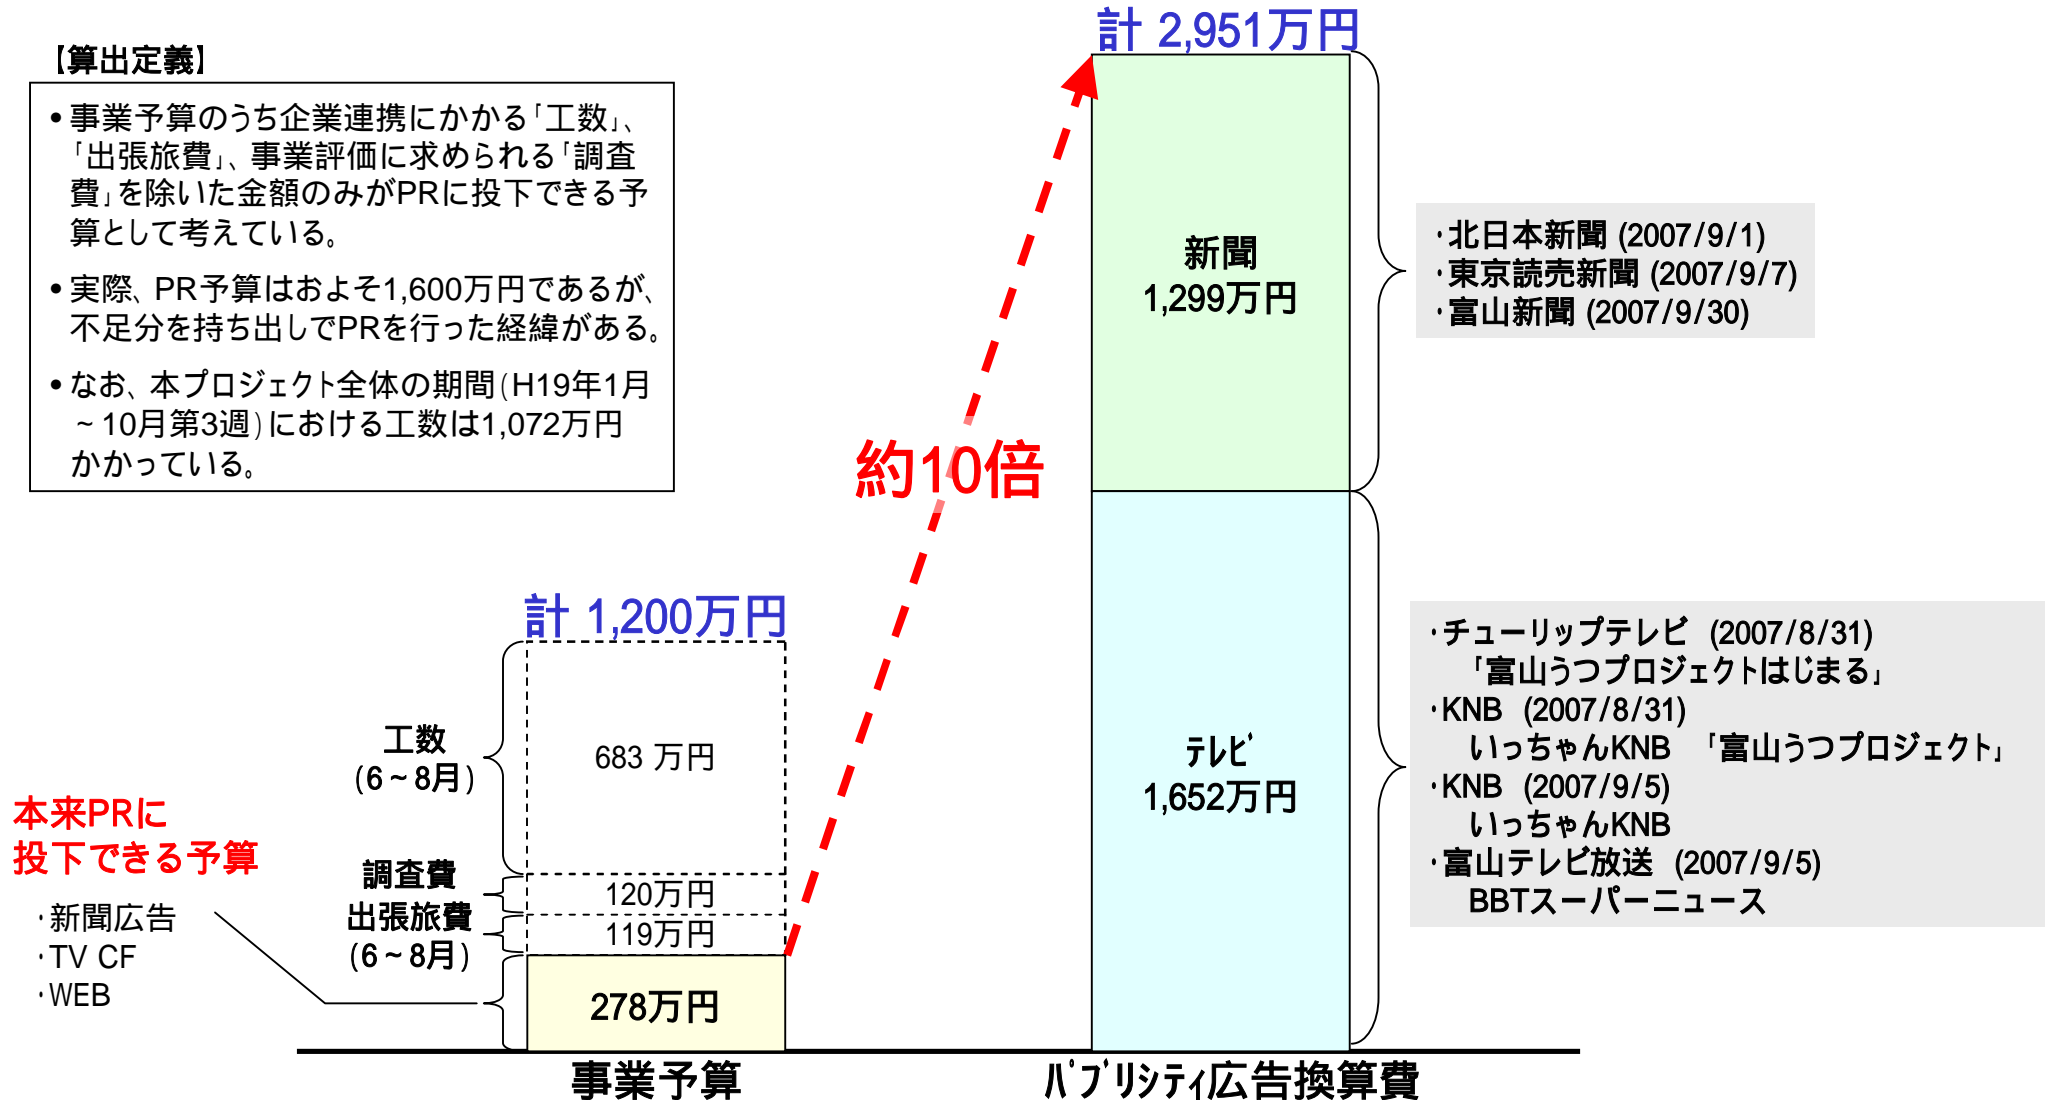 【算出定義】
•事業予算のうち企業連携にかかる「工数」、
「出張旅費」、事業評価に求められる「調査
費」を除いた金額のみがPRに投下できる予
算として考えている。
•実際、PR予算はおよそ1,600万円であるが、
不足分を持ち出しでPRを行った経緯がある。
•なお、本プロジェクト全体の期間(H19年1月
~10月第3週)における工数は1,072万円
かかっている。
計 2,951万円
新聞
1,299万円
・北日本新聞 (2007/9/1)
・東京読売新聞 (2007/9/7)
・富山新聞 (2007/9/30)
約10倍
計 1,200万円
工数
(6~8月)
683 万円
テレビ
1,652万円
・チューリップテレビ (2007/8/31)
「富山うつプロジェクトはじまる」
・KNB (2007/8/31)
いっちゃんKNB 「富山うつプロジェクト」
・KNB (2007/9/5)
いっちゃんKNB
・富山テレビ放送 (2007/9/5)
BBTスーパーニュース
本来PRに
投下できる予算
・新聞広告
・TV CF
・WEB
調査費
120万円
出張旅費
(6~8月)
119万円
278万円
事業予算
パブリシティ広告換算費